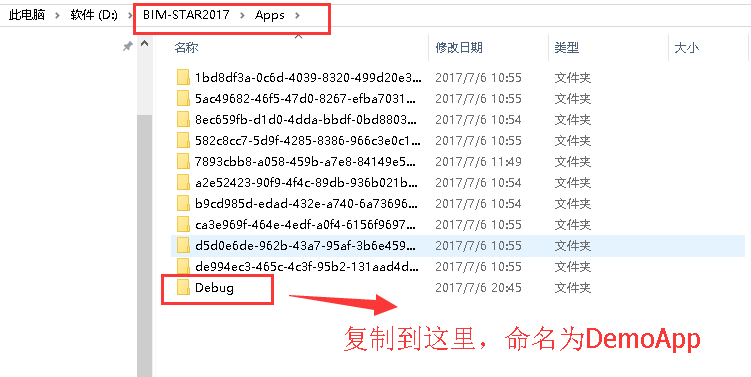 此电脑 > 软件 (D:) > BIM-STAR2017 > Apps >
名称 修改日期 类型 大小
1bd8df3a-0c6d-4039-8320-499d20e3... 2017/7/6 10:55 文件夹
5ac49682-46f5-47d0-8267-efba7031... 2017/7/6 10:55 文件夹
8ec659fb-d1d0-4dda-bbdf-0bd8803... 2017/7/6 10:54 文件夹
582c8cc7-5d9f-4285-8386-966c3e0c1... 2017/7/6 10:55 文件夹
7893cbb8-a058-459b-a7e8-84149e5... 2017/7/6 11:49 文件夹
a2e52423-90f9-4f4c-89db-936b021b... 2017/7/6 10:54 文件夹
b9cd985d-edad-432e-a740-6a73696... 2017/7/6 10:54 文件夹
ca3e969f-464e-4edf-a0f4-6156f9697... 2017/7/6 10:55 文件夹
d5d0e6de-962b-43a7-95af-3b6e459... 2017/7/6 10:55 文件夹
de994ec3-465c-4c3f-95b2-131aad4d... 2017/7/6 10:55 文件夹
Debug 2017/7/6 20:45 文件夹
复制到这里，命名为DemoApp